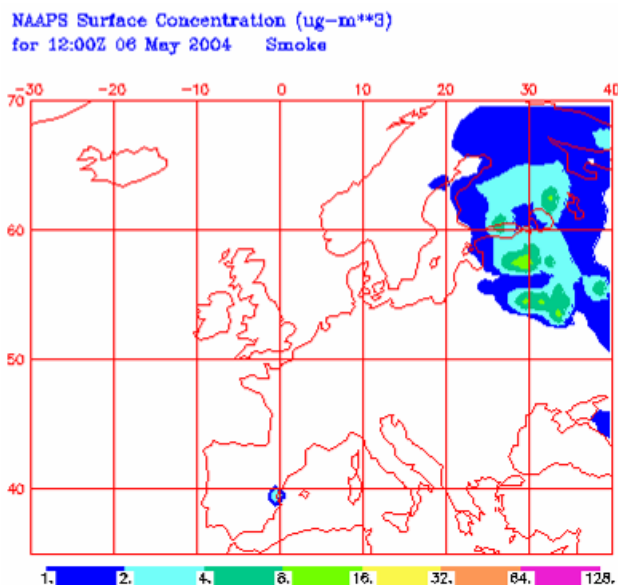 NAAPS Surface Concentration (ug-m**3)
for 12:00Z 06 May 2004 Smoke
-30 -20 -10 0 10 20 30 40
70
60
50
40
1. 2. 4. 8. 16. 32. 64. 128.